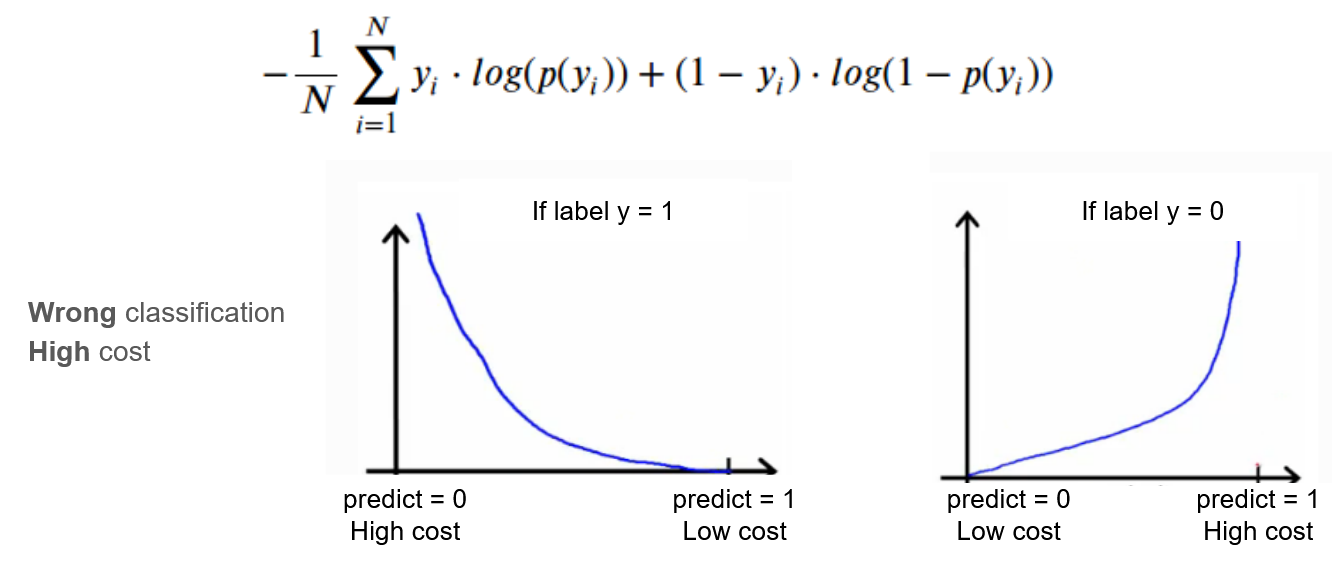 -\frac{1}{N} \sum_{i=1}^{N} y_i · log(p(y_i)) + (1 − y_i) · log(1 − p(y_i))
If label y = 1
If label y = 0
Wrong classification
High cost
predict = 0
High cost
predict = 1
Low cost
predict = 0
Low cost
predict = 1
High cost